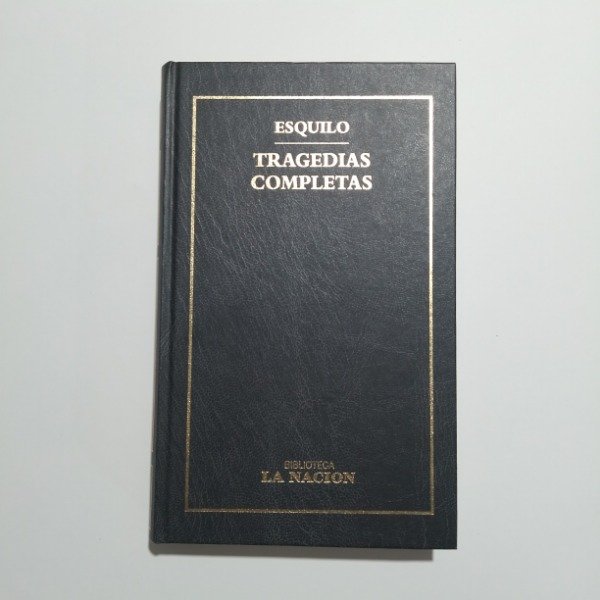 ESQUILO
TRAGEDIAS
COMPLETAS
BIBLIOTECA
LA NACION